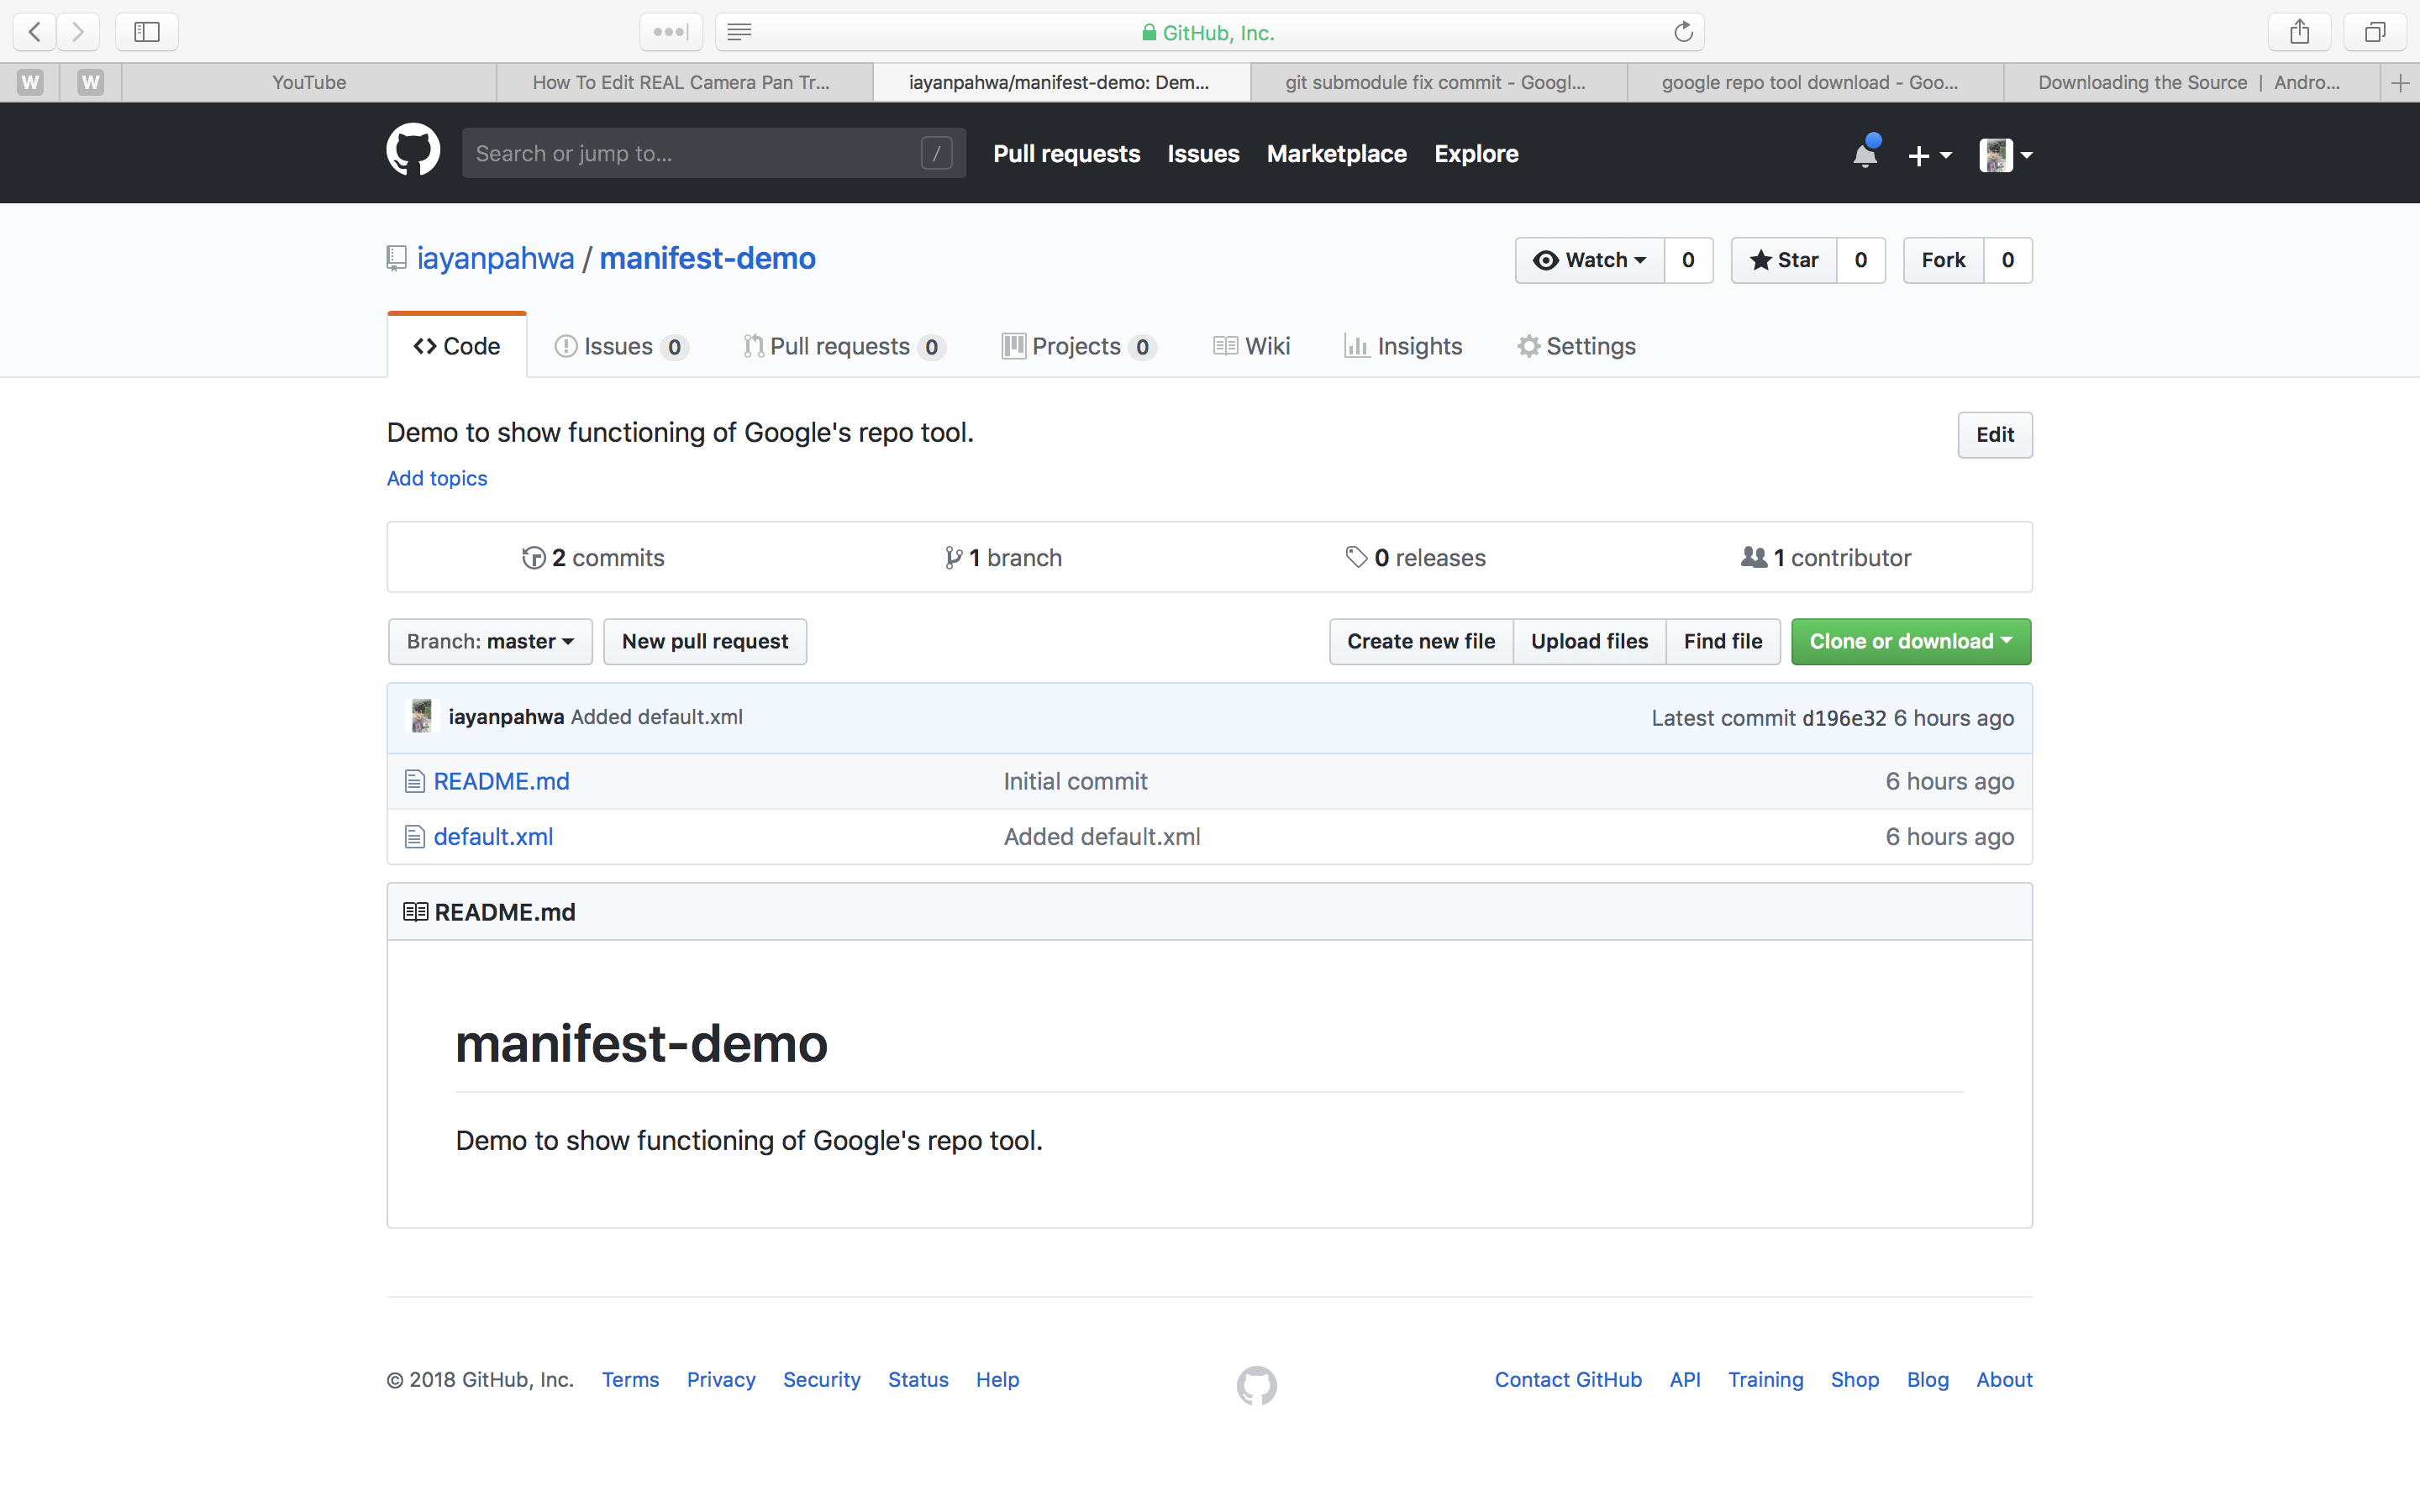 GitHub, Inc.
W W YouTube How To Edit REAL Camera Pan Tr... iayanpahwa/manifest-demo: Dem... git submodule fix commit - Googl... google repo tool download - Goo... Downloading the Source | Andro...
Search or jump to... / Pull requests Issues Marketplace Explore
iayanpahwa / manifest-demo Watch 0 Star 0 Fork 0
Code Issues 0 Pull requests 0 Projects 0 Wiki Insights Settings
Demo to show functioning of Google's repo tool. Edit
Add topics
2 commits 1 branch 0 releases 1 contributor
Branch: master New pull request Create new file Upload files Find file Clone or download
iayanpahwa Added default.xml Latest commit d196e32 6 hours ago
README.md Initial commit 6 hours ago
default.xml Added default.xml 6 hours ago
README.md
manifest-demo
Demo to show functioning of Google's repo tool.
© 2018 GitHub, Inc. Terms Privacy Security Status Help Contact GitHub API Training Shop Blog About